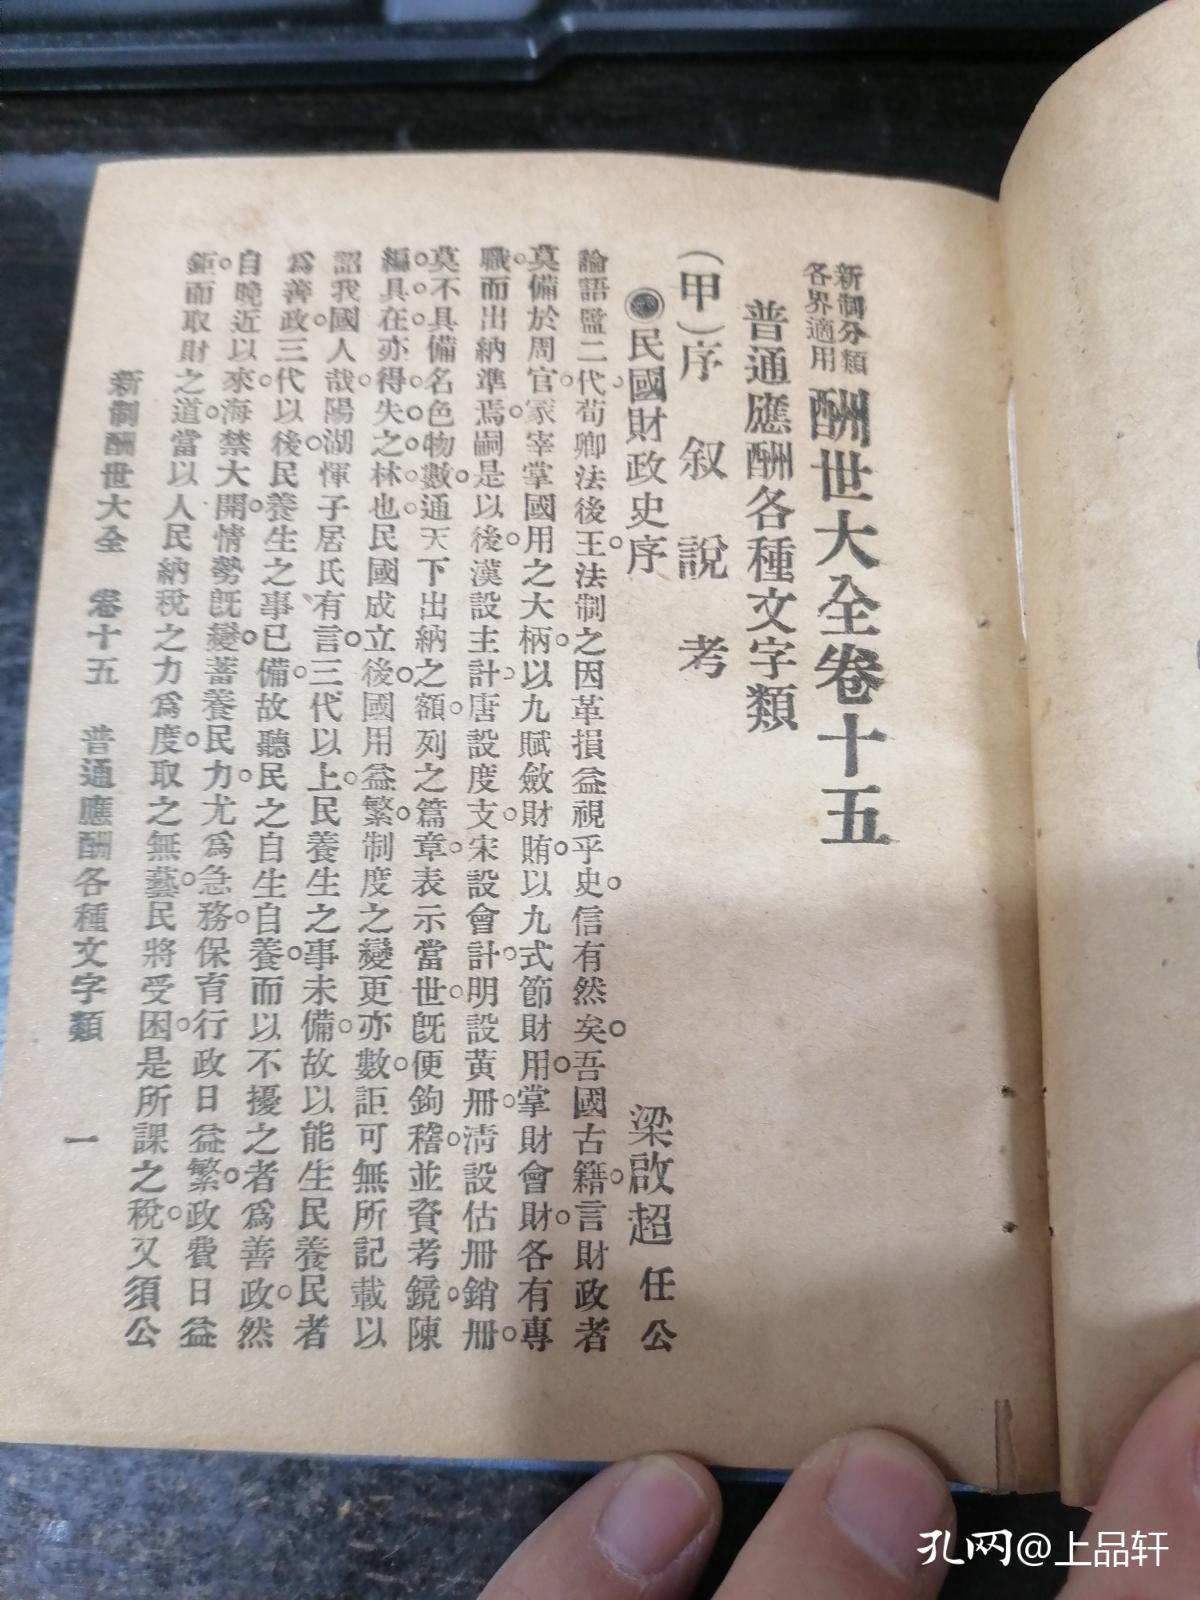 新制分類
各界適用
酬世大全卷十五
普通應酬各種文字類
（甲）序敘說考
●民國財政史序
梁啟超任公
論語監二代荀卿法後王。法制之因革損益視乎史。信有然矣。吾國古籍。言財政者
莫備於周官。冢宰掌國用之大柄。以九賦斂財賄。以九式節財用。掌財會財。各有專
職。而出納準焉。嗣是以後。漢設主計。唐設度支。宋設會計。明設黃冊。清設估冊銷冊。
莫不具備名色物數。通天下出納之額。列之篇章。表示當世。既便鉤稽。並資考鏡。陳
編具在。亦得失之林也。民國成立。後國用益繁。制度之變更亦數。詎可無所記載以
詔我國人哉。陽湖惲子居氏有言。三代以上。民養生之事未備。故以能生民養民者
為善政。三代以後。民養生之事已備。故聽民之自生自養。而以不擾之者為善政。然
自晚近以來。海禁大開。情勢既變。蓄養民力。尤為急務。保育行政日益繁。政費日益
鉅。而取財之道。當以人民納稅之力為度。取之無藝。民將受困。是所課之稅。又須公
新制酬世大全 卷十五 普通應酬各種文字類 一
孔网@上品轩